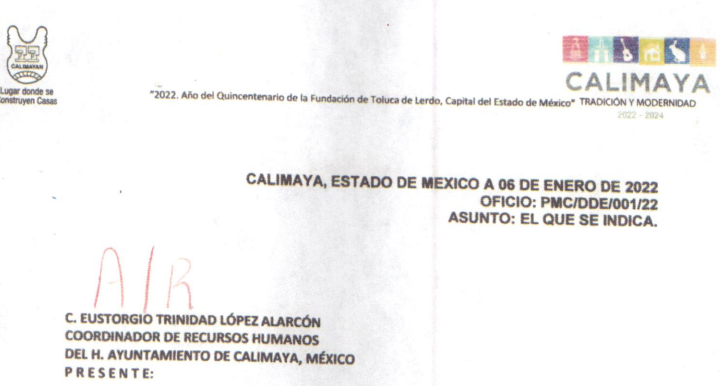 CALIMAYAN
Lugar donde se
onstruyen Casas
"2022. Año del Quincentenario de la Fundación de Toluca de Lerdo, Capital del Estado de México"
CALIMAYA
TRADICIÓN Y MODERNIDAD
2022 - 2024
CALIMAYA, ESTADO DE MEXICO A 06 DE ENERO DE 2022
OFICIO: PMC/DDE/001/22
ASUNTO: EL QUE SE INDICA.
A/R
C. EUSTORGIO TRINIDAD LÓPEZ ALARCÓN
COORDINADOR DE RECURSOS HUMANOS
DEL H. AYUNTAMIENTO DE CALIMAYA, MÉXICO
P R E S E N T E: